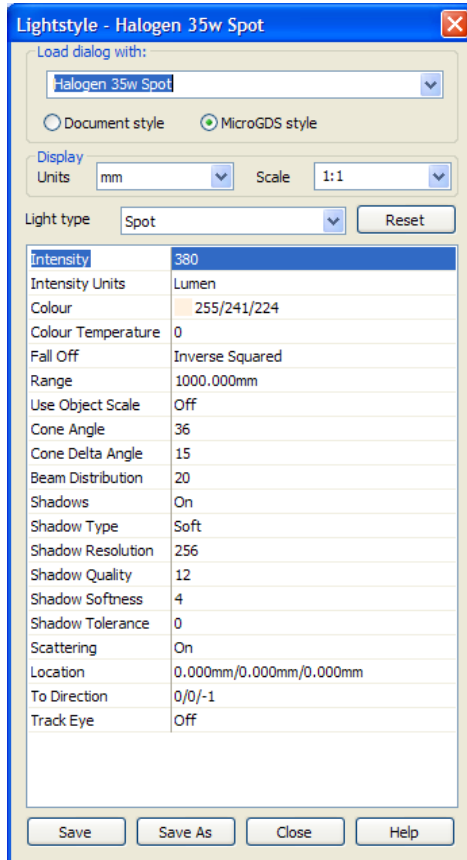 Lightstyle - Halogen 35w Spot
Load dialog with:
Halogen 35w Spot
Document style MicroGDS style
Display
Units mm Scale 1:1
Light type Spot Reset
Intensity 380
Intensity Units Lumen
Colour 255/241/224
Colour Temperature 0
Fall Off Inverse Squared
Range 1000.000mm
Use Object Scale Off
Cone Angle 36
Cone Delta Angle 15
Beam Distribution 20
Shadows On
Shadow Type Soft
Shadow Resolution 256
Shadow Quality 12
Shadow Softness 4
Shadow Tolerance 0
Scattering On
Location 0.000mm/0.000mm/0.000mm
To Direction 0/0/-1
Track Eye Off
Save Save As Close Help